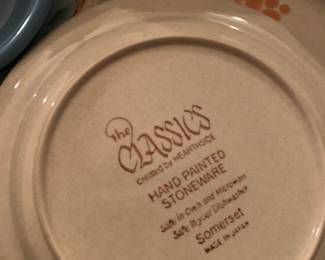 The
CLASSICS
Created by HEARTHSIDE
HAND PAINTED
STONEWARE
Safe in Oven and Microwave
Safe in your Dishwasher
Somerset
MADE IN JAPAN